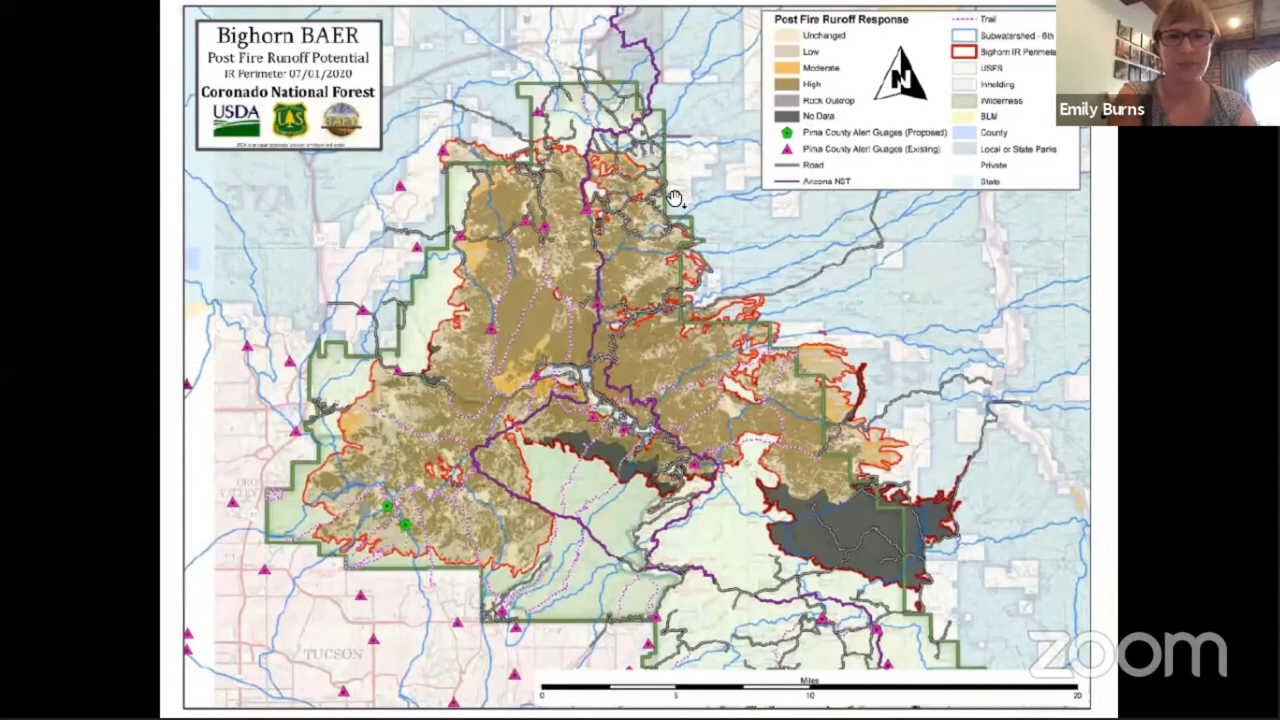 Bighorn BAER
Post Fire Runoff Potential
IR Perimeter 07/01/2020
Coronado National Forest
USDA
UAS
BAER
Post Fire Runoff Response
Unchanged
Low
Moderate
High
Rock Outcrop
No Data
Pima County Alert Guages (Proposed)
Pima County Alert Guages (Existing)
Road
Arizona NST
Trail
Subwatershed - 6th
Bighorn IR Perimete
USFS
Inholding
Wilderness
BLM
County
Local or State Parks
Private
State
N
Emily Burns
TUCSON
Miles
0 5 10 20
zoom